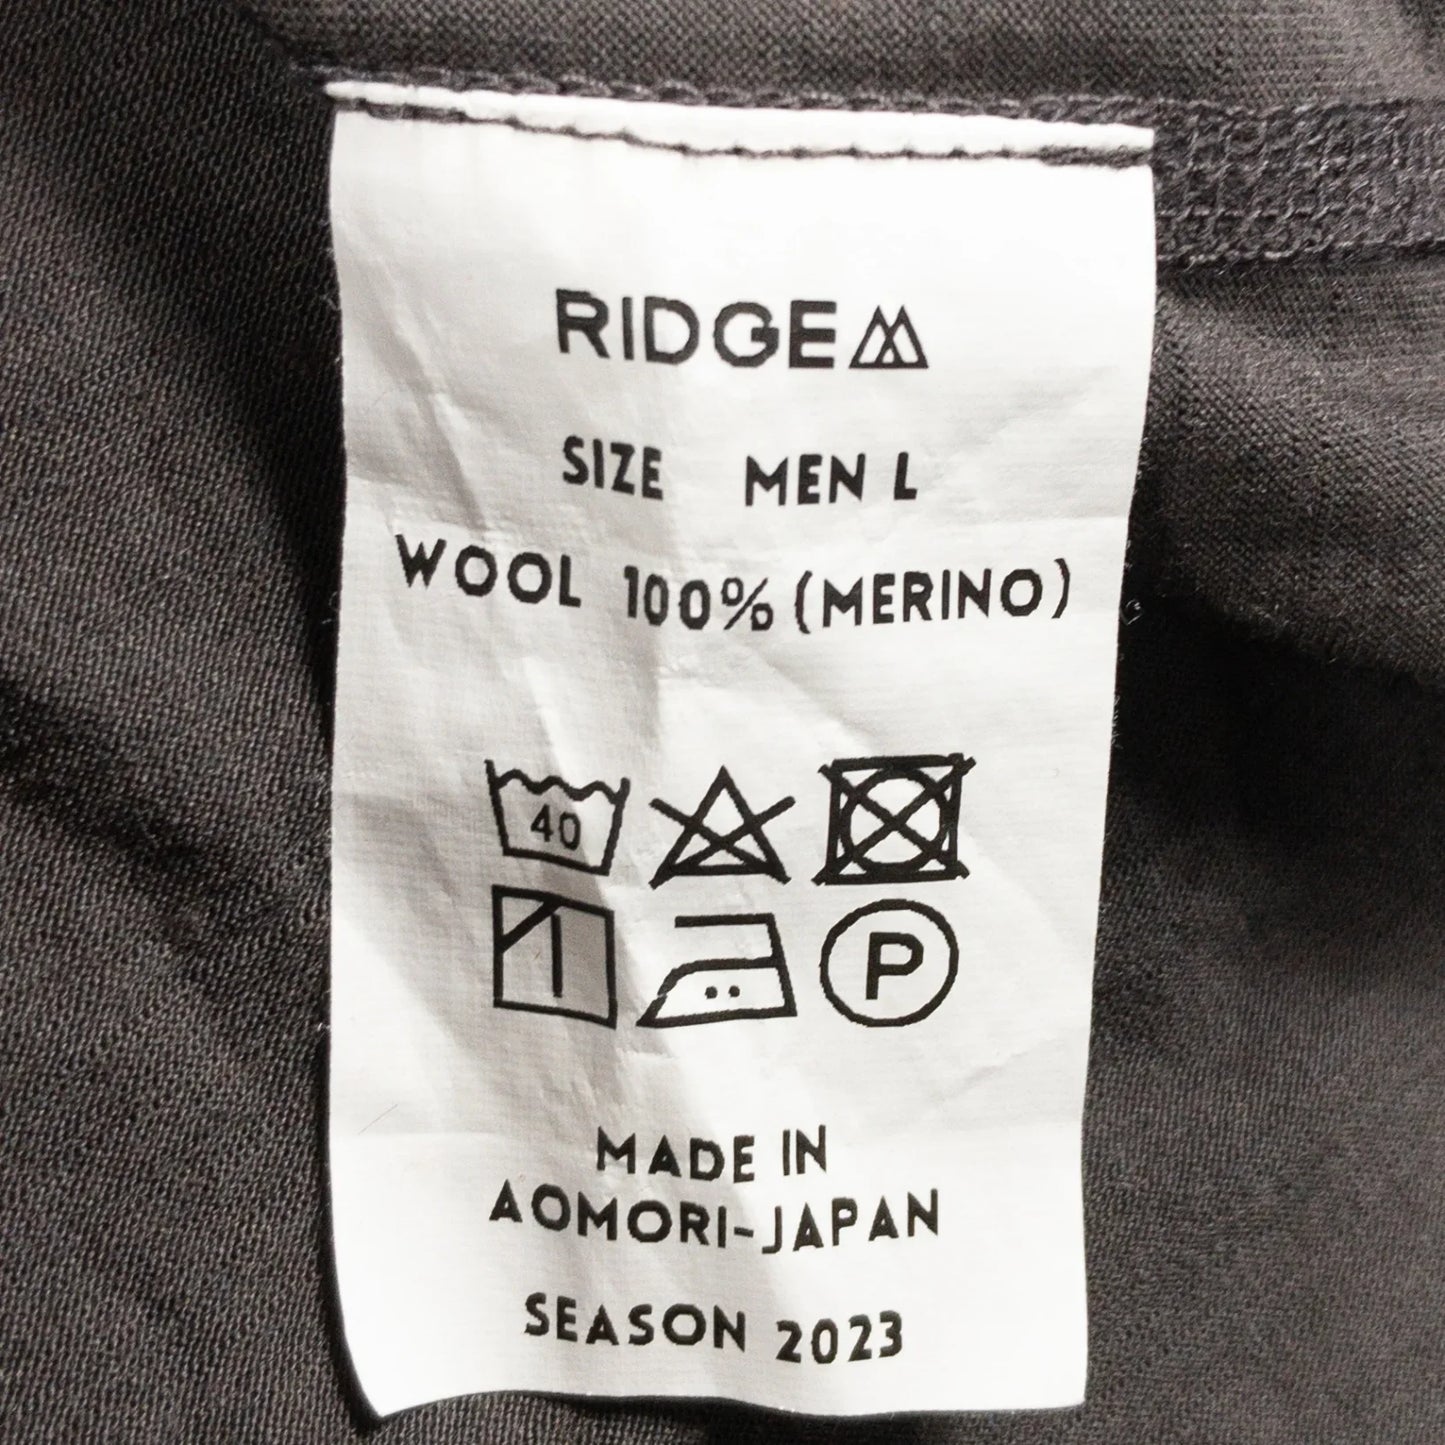 RIDGE
SIZE MEN L
WOOL 100% (MERINO)
40
P
MADE IN
AOMORI-JAPAN
SEASON 2023